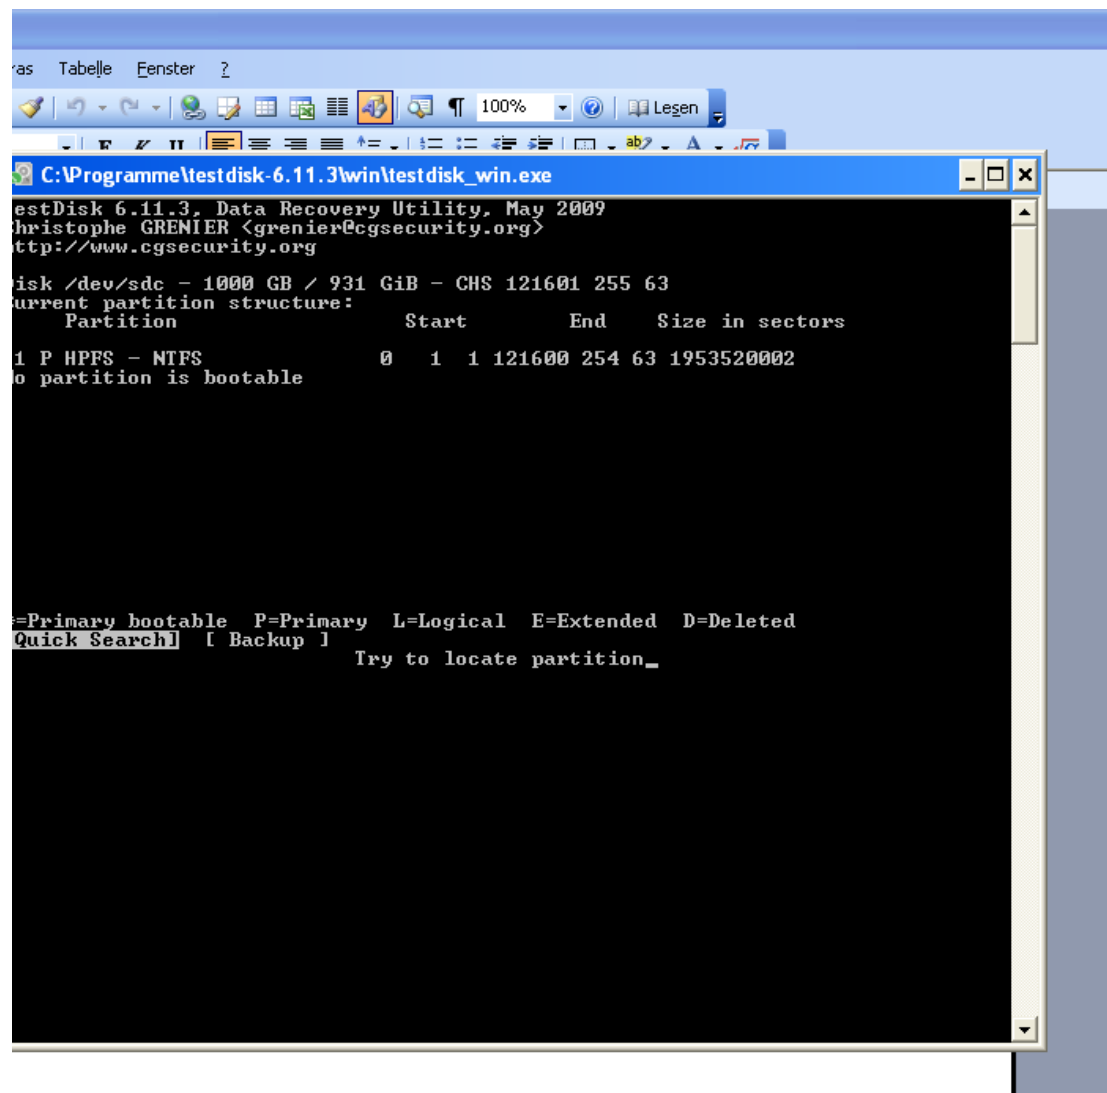 ras Tabelle Fenster ?
100% Lesen
F K U
C:\Programme\testdisk-6.11.3\win\testdisk_win.exe
estDisk 6.11.3, Data Recovery Utility, May 2009
hristophe GRENIER <grenier@cgsecurity.org>
ttp://www.cgsecurity.org
isk /dev/sdc - 1000 GB / 931 GiB - CHS 121601 255 63
urrent partition structure:
Partition Start End Size in sectors
1 P HPFS - NTFS 0 1 1 121600 254 63 1953520002
o partition is bootable
=Primary bootable P=Primary L=Logical E=Extended D=Deleted
Quick Search] [ Backup ]
Try to locate partition_